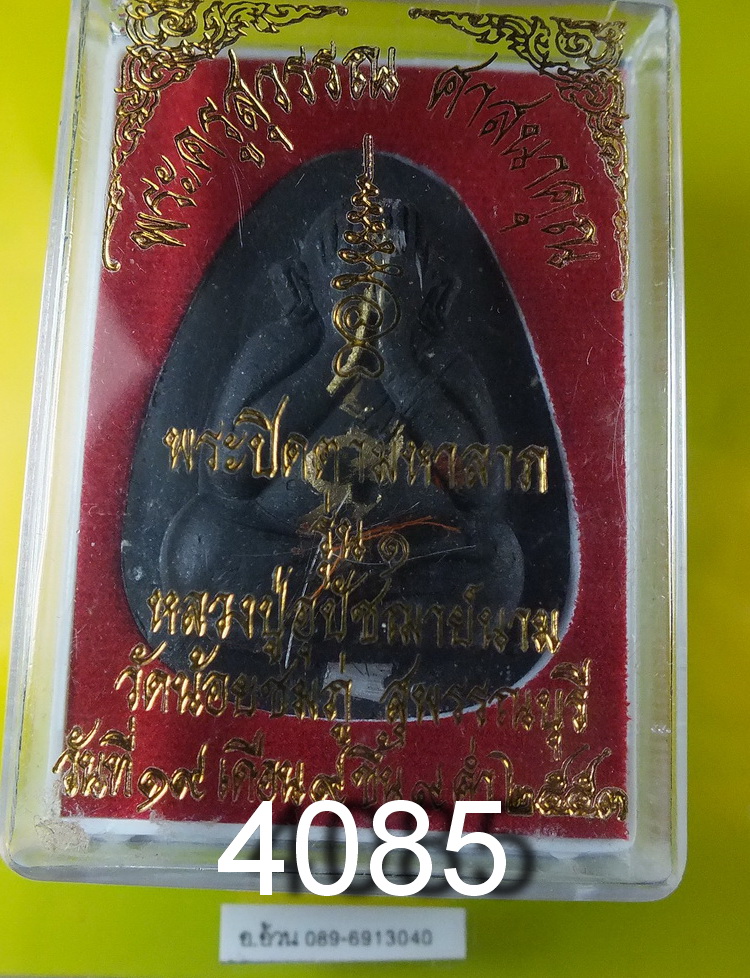 พระครูสุวรรณ ศาสนาคุณ
พระปิดตามหาลาภ
รุ่น ๑
หลวงปู่อุปัชฌาย์นาม
วัดน้อยชมภู่ สุพรรณบุรี
วันที่ ๑๙ เดือน ๙ ขึ้น ๙ ค่ำ ๒๕๕๓
4085
อ.อ้วน 089-6913040